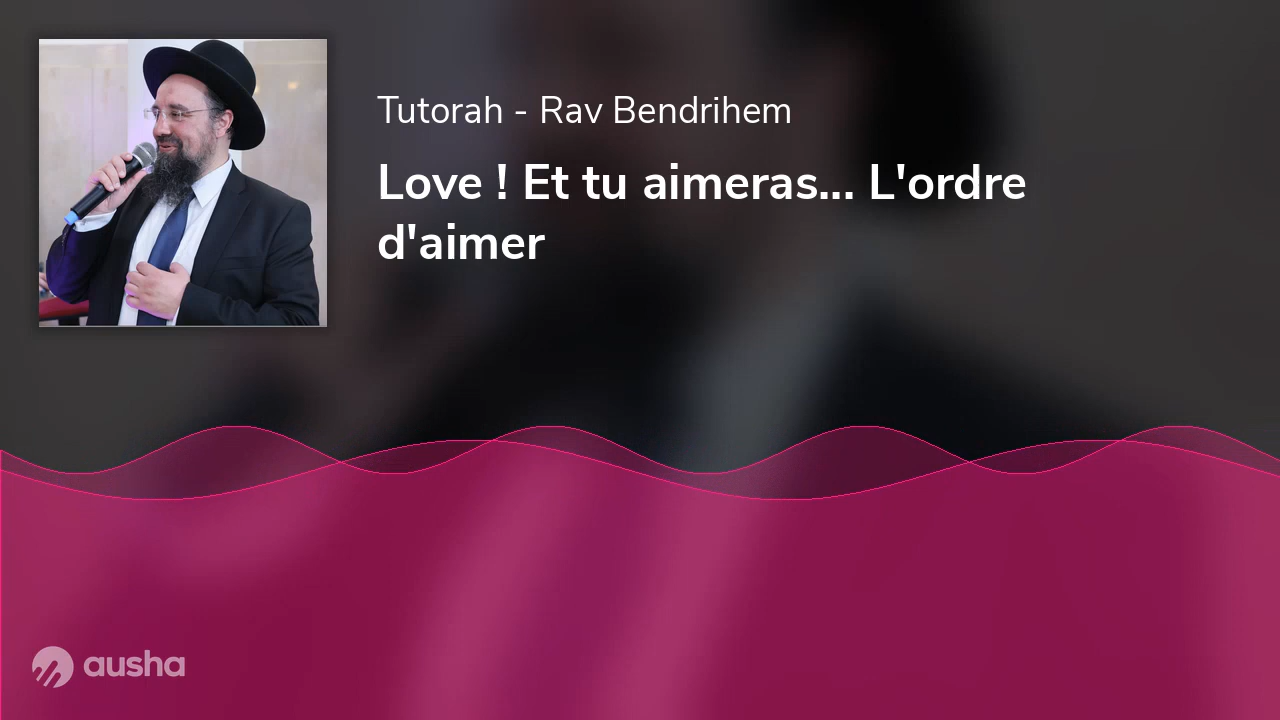 Tutorah - Rav Bendrihem
Love ! Et tu aimeras... L'ordre
d'aimer
ausha